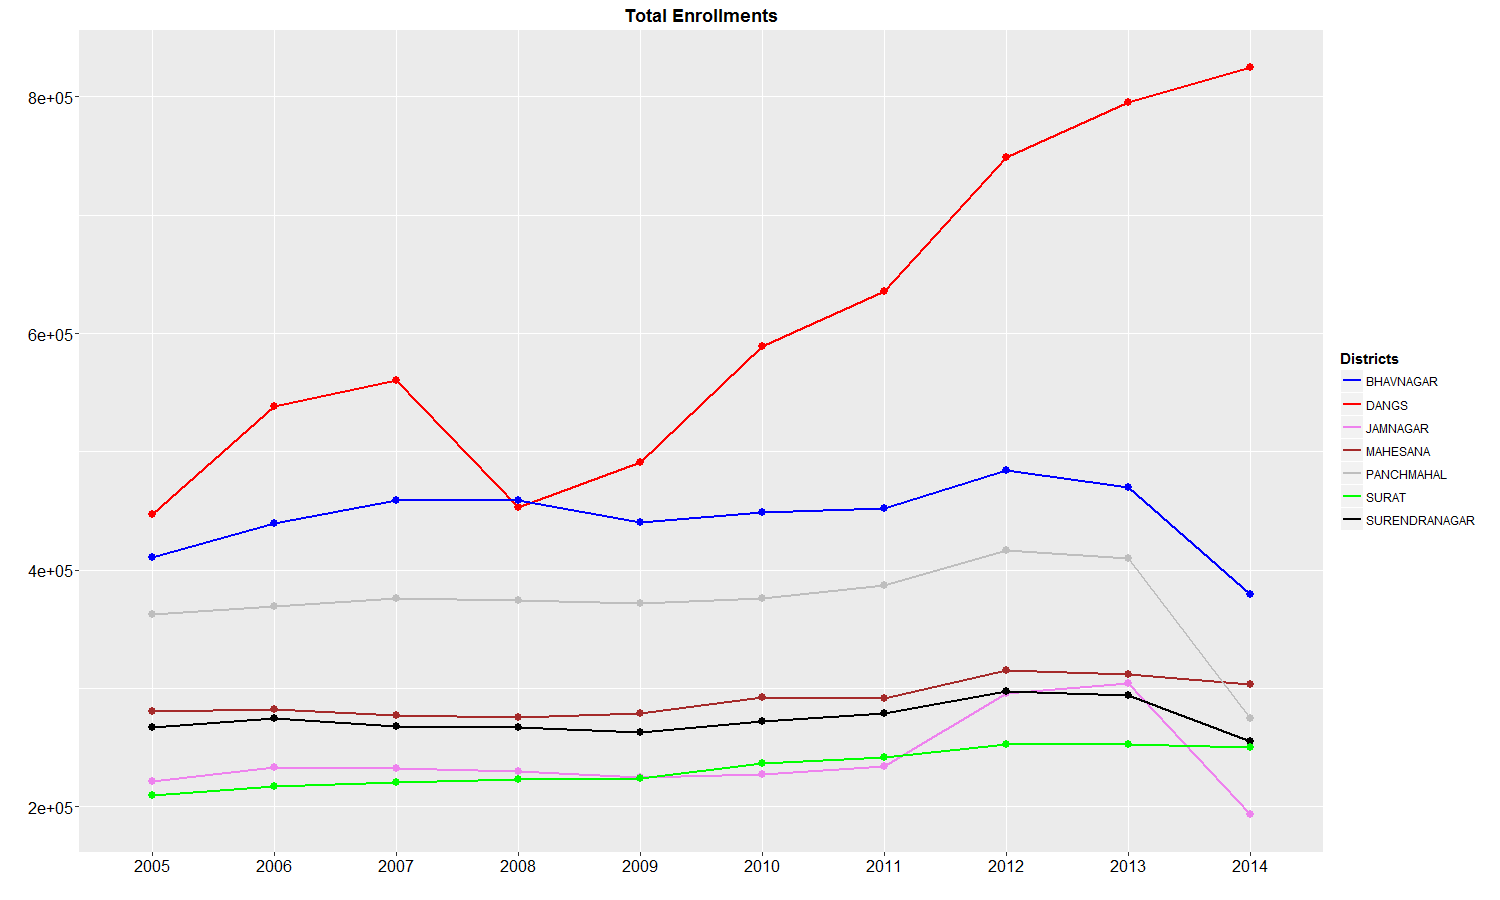 Total Enrollments
8e+05
6e+05
4e+05
2e+05
2005 2006 2007 2008 2009 2010 2011 2012 2013 2014
Districts
BHAVNAGAR
DANGS
JAMNAGAR
MAHESANA
PANCHMAHAL
SURAT
SURENDRANAGAR